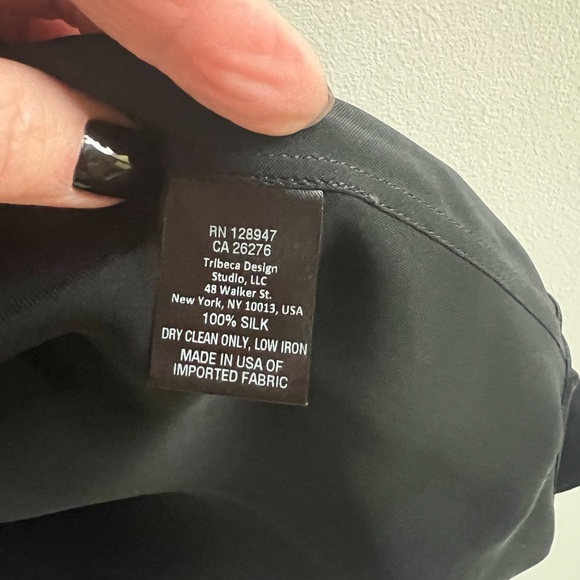 RN 128947
CA 26276
Tribeca Design
Studio, LLC
48 Walker St.
New York, NY 10013, USA
100% SILK
DRY CLEAN ONLY, LOW IRON
MADE IN USA OF
IMPORTED FABRIC